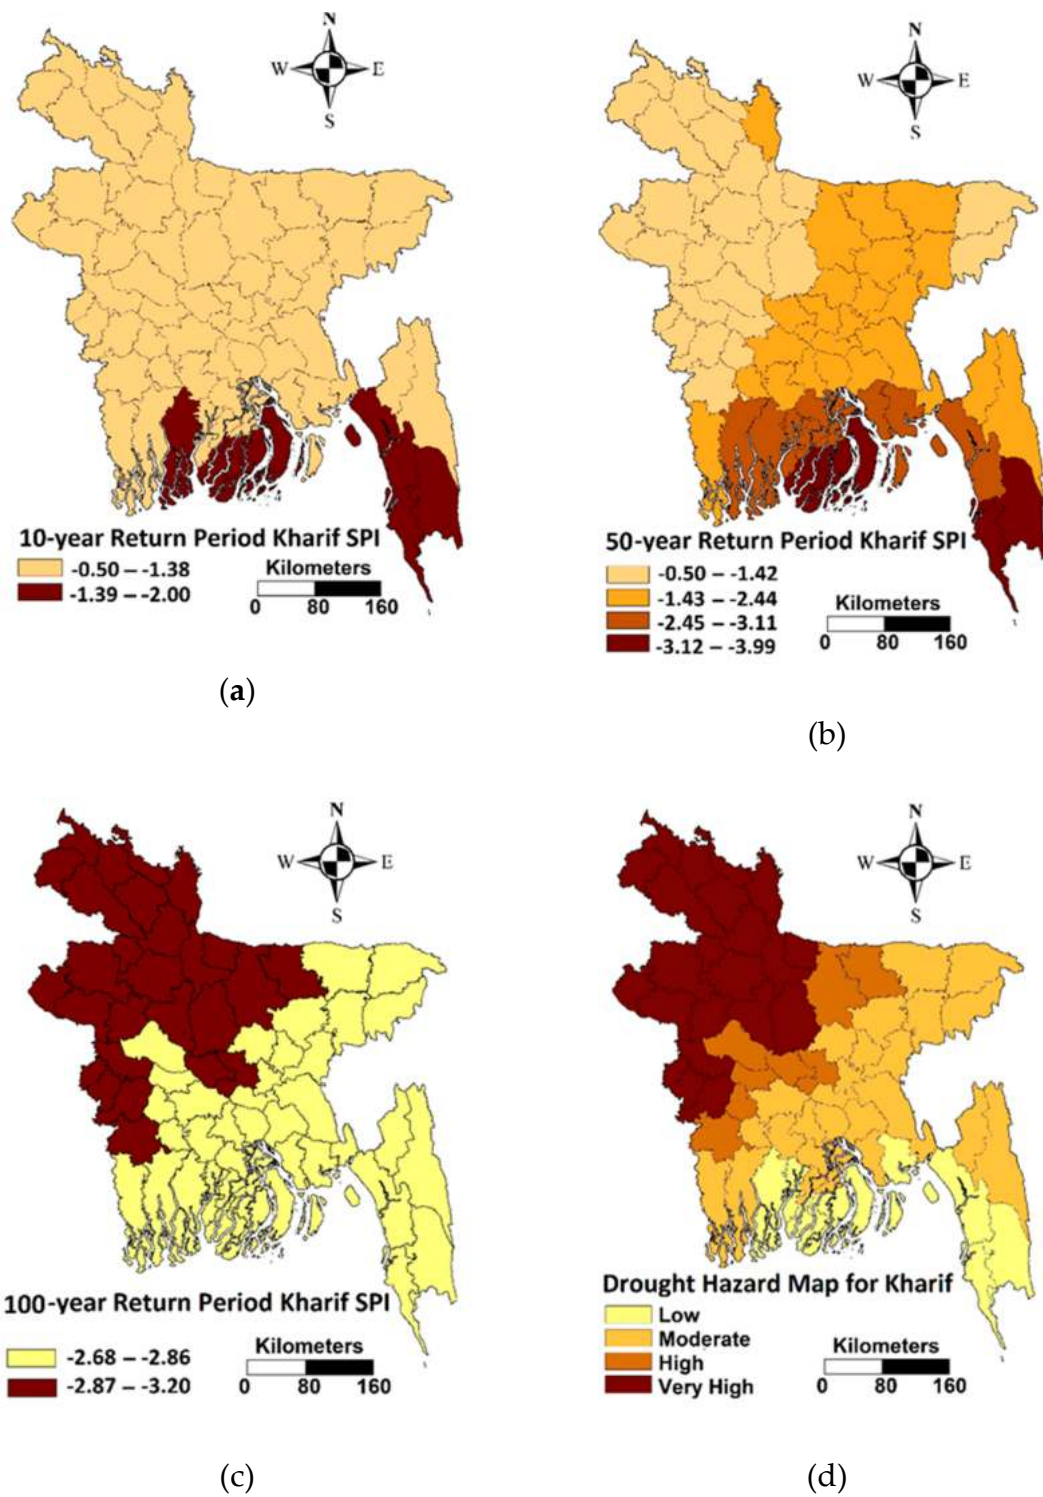 N
W E
S
10-year Return Period Kharif SPI
-0.50 – -1.38
-1.39 – -2.00
Kilometers
0 80 160
(a)
N
W E
S
50-year Return Period Kharif SPI
-0.50 – -1.42
-1.43 – -2.44
-2.45 – -3.11
-3.12 – -3.99
Kilometers
0 80 160
(b)
N
W E
S
100-year Return Period Kharif SPI
-2.68 – -2.86
-2.87 – -3.20
Kilometers
0 80 160
(c)
N
W E
S
Drought Hazard Map for Kharif
Low
Moderate
High
Very High
Kilometers
0 80 160
(d)